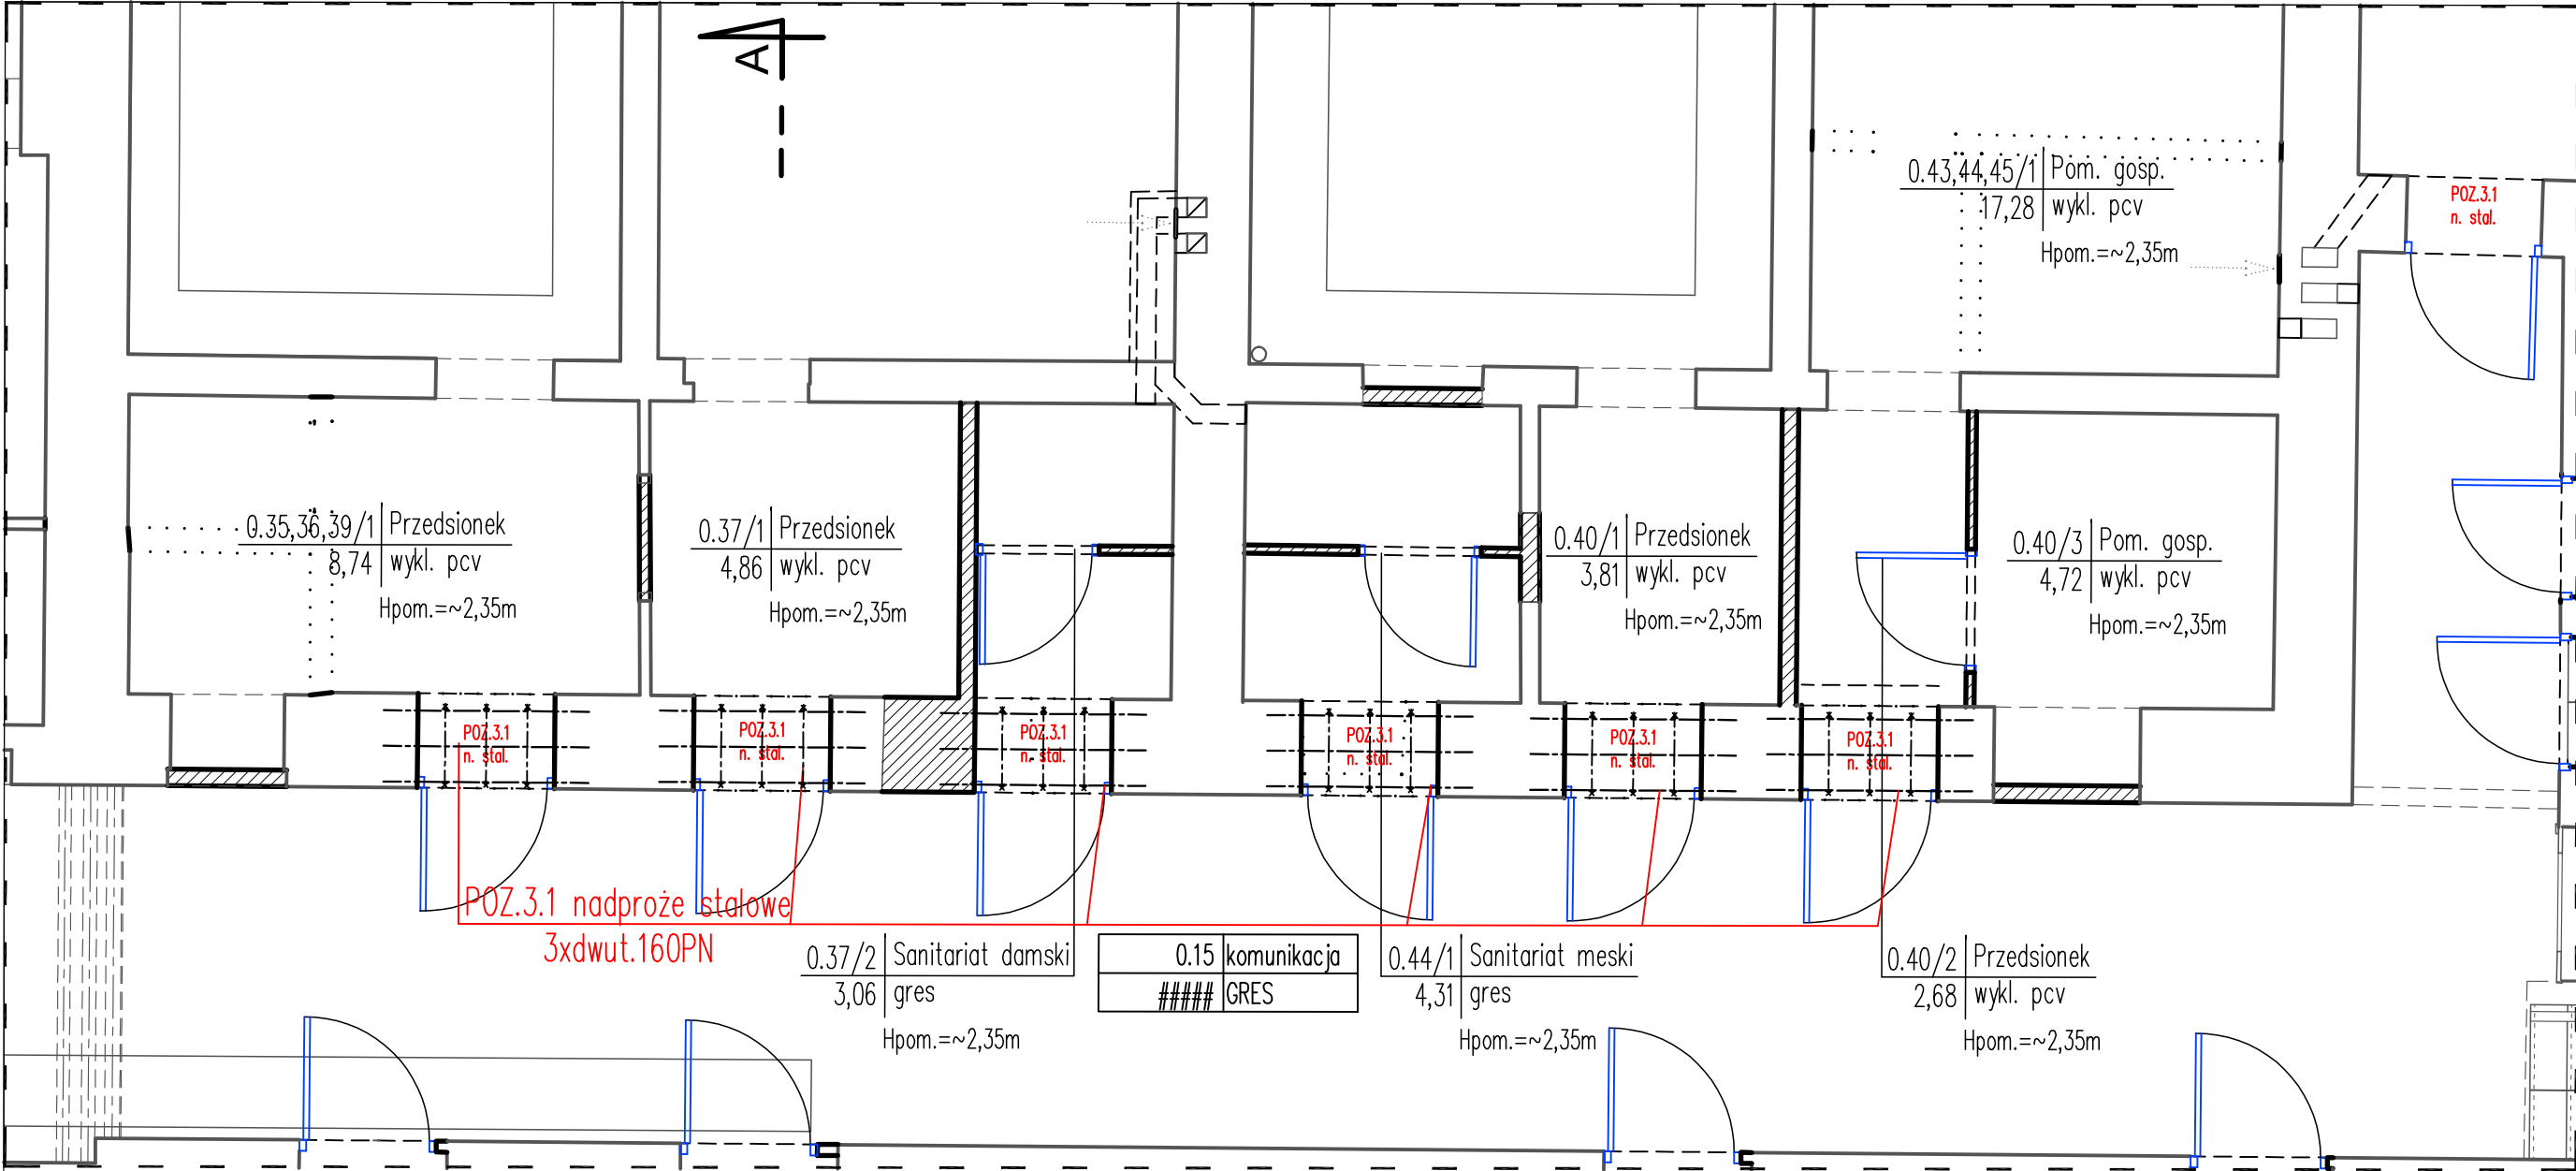 A
0.43,44,45/1 Pom. gosp.
17,28 wykl. pcv
Hpom.=~2,35m
POZ.3.1
n. stal.
0.35,36,39/1 Przedsionek
8,74 wykl. pcv
Hpom.=~2,35m
0.37/1 Przedsionek
4,86 wykl. pcv
Hpom.=~2,35m
0.40/1 Przedsionek
3,81 wykl. pcv
Hpom.=~2,35m
0.40/3 Pom. gosp.
4,72 wykl. pcv
Hpom.=~2,35m
POZ.3.1
n. stal.
POZ.3.1
n. stal.
POZ.3.1
n. stal.
POZ.3.1
n. stal.
POZ.3.1
n. stal.
POZ.3.1
n. stal.
POZ.3.1 nadproże stalowe
3xdwut.160PN
0.37/2 Sanitariat damski
3,06 gres
Hpom.=~2,35m
0.15 komunikacja
##### GRES
0.44/1 Sanitariat meski
4,31 gres
Hpom.=~2,35m
0.40/2 Przedsionek
2,68 wykl. pcv
Hpom.=~2,35m